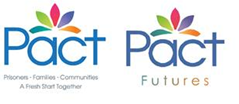 Pact
Prisoners - Families - Communities
A Fresh Start Together
Pact
Futures